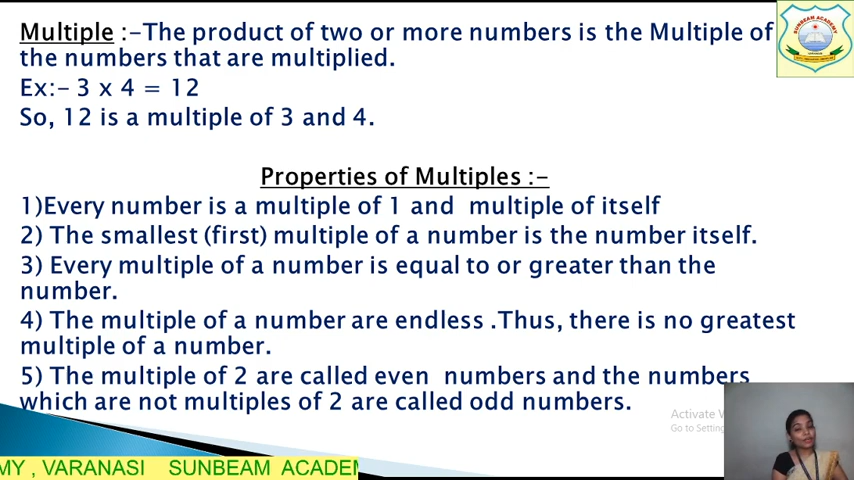 Multiple :-The product of two or more numbers is the Multiple of
the numbers that are multiplied.
Ex:- 3 x 4 = 12
So, 12 is a multiple of 3 and 4.
Properties of Multiples :-
1)Every number is a multiple of 1 and multiple of itself
2) The smallest (first) multiple of a number is the number itself.
3) Every multiple of a number is equal to or greater than the
number.
4) The multiple of a number are endless .Thus, there is no greatest
multiple of a number.
5) The multiple of 2 are called even numbers and the numbers
which are not multiples of 2 are called odd numbers.
Activate
Go to Setting
MY , VARANASI SUNBEAM ACADEM
SUNBEAM ACADEMY